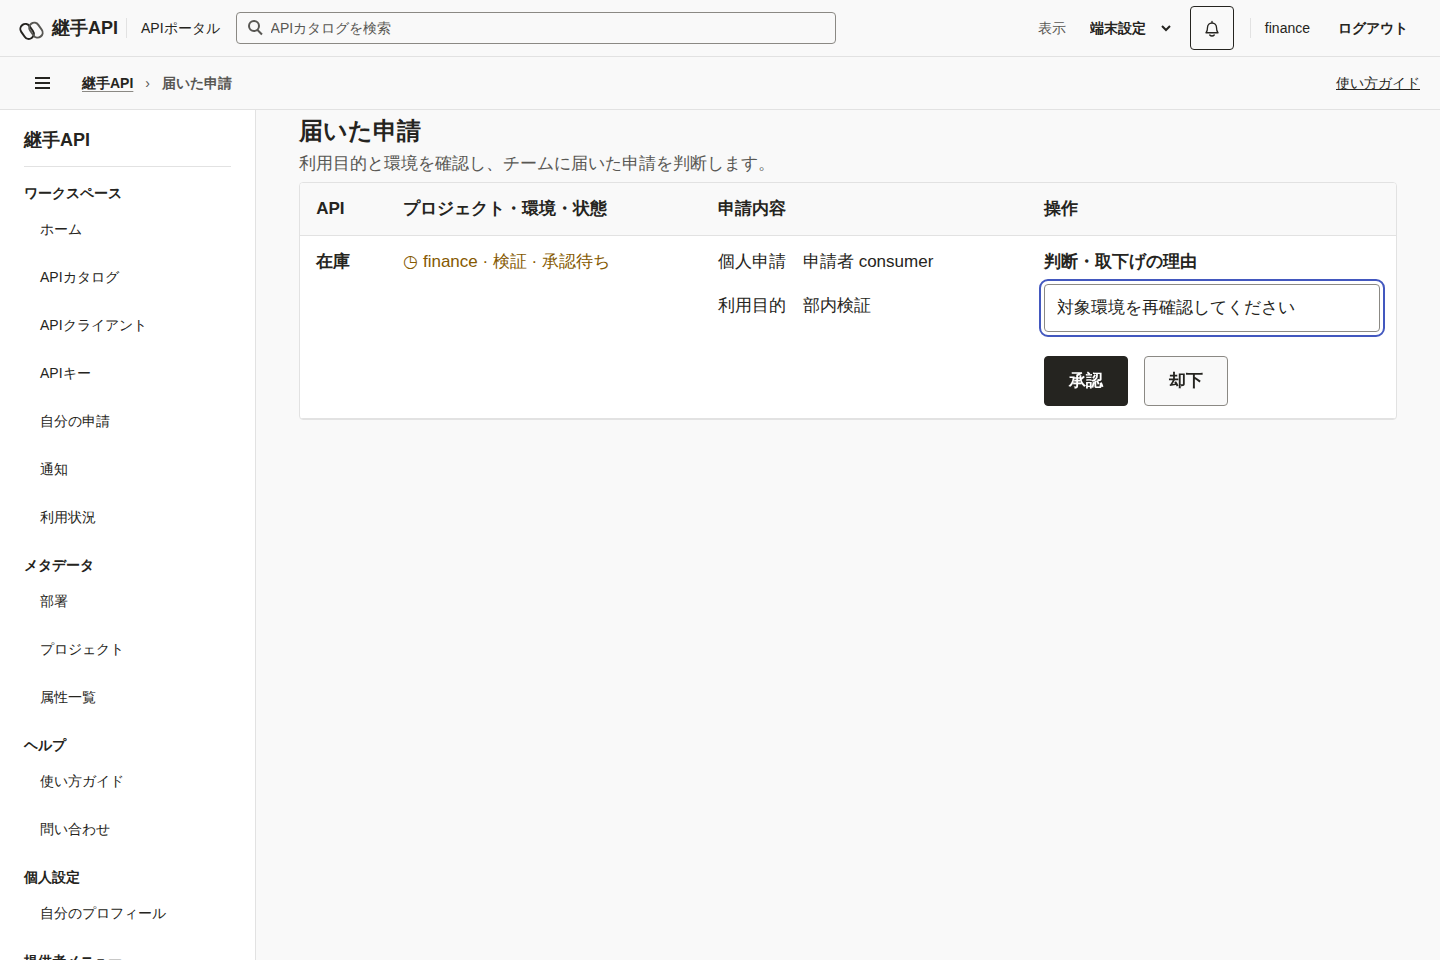 継手API
APIポータル
APIカタログを検索
表示
端末設定
finance
ログアウト
継手API › 届いた申請
使い方ガイド
継手API
ワークスペース
ホーム
APIカタログ
APIクライアント
APIキー
自分の申請
通知
利用状況
メタデータ
部署
プロジェクト
属性一覧
ヘルプ
使い方ガイド
問い合わせ
個人設定
自分のプロフィール
届いた申請
利用目的と環境を確認し、チームに届いた申請を判断します。
API プロジェクト・環境・状態 申請内容 操作
在庫
finance · 検証 · 承認待ち
個人申請 申請者 consumer
利用目的 部内検証
判断・取下げの理由
対象環境を再確認してください
承認
却下